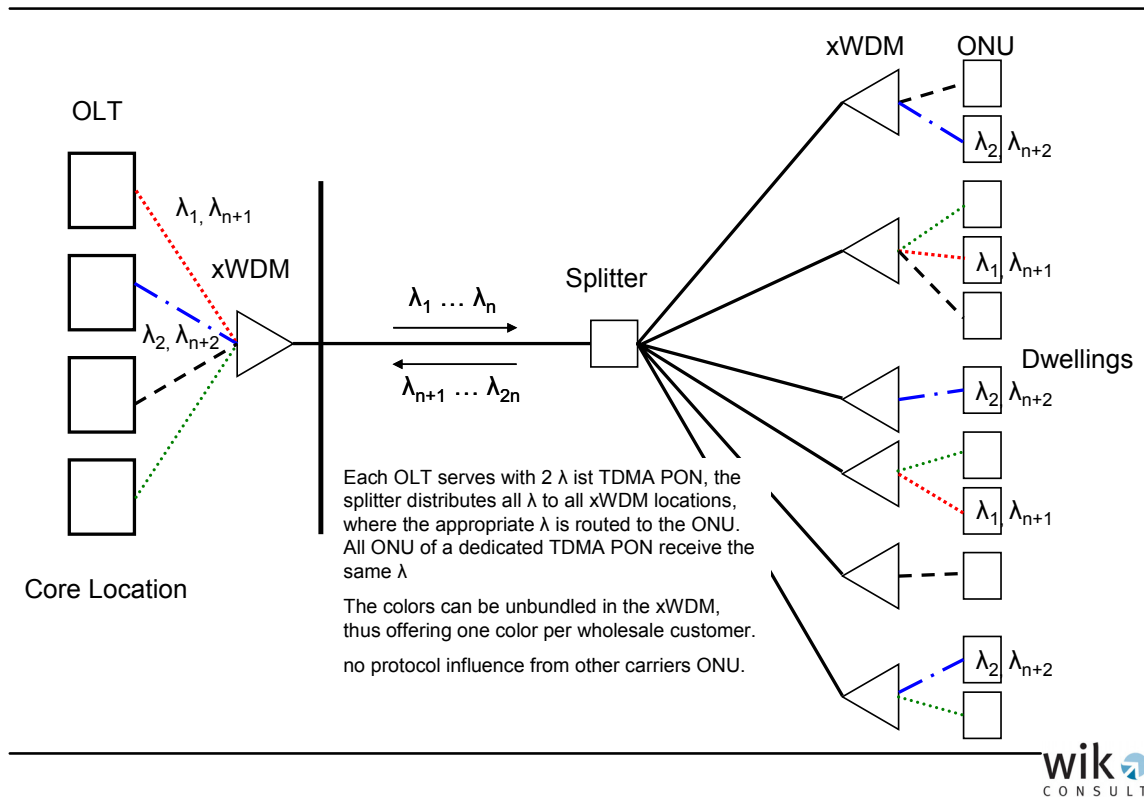 xWDM
ONU
OLT
λ2, λn+2
λ1, λn+1
xWDM
λ1, λn+1
Splitter
λ1 … λn
λ2, λn+2
Dwellings
λn+1 … λ2n
λ2, λn+2
Each OLT serves with 2 λ ist TDMA PON, the
splitter distributes all λ to all xWDM locations,
where the appropriate λ is routed to the ONU.
All ONU of a dedicated TDMA PON receive the
same λ
λ1, λn+1
Core Location
The colors can be unbundled in the xWDM,
thus offering one color per wholesale customer.
no protocol influence from other carriers ONU.
λ2, λn+2
wik
CONSULT